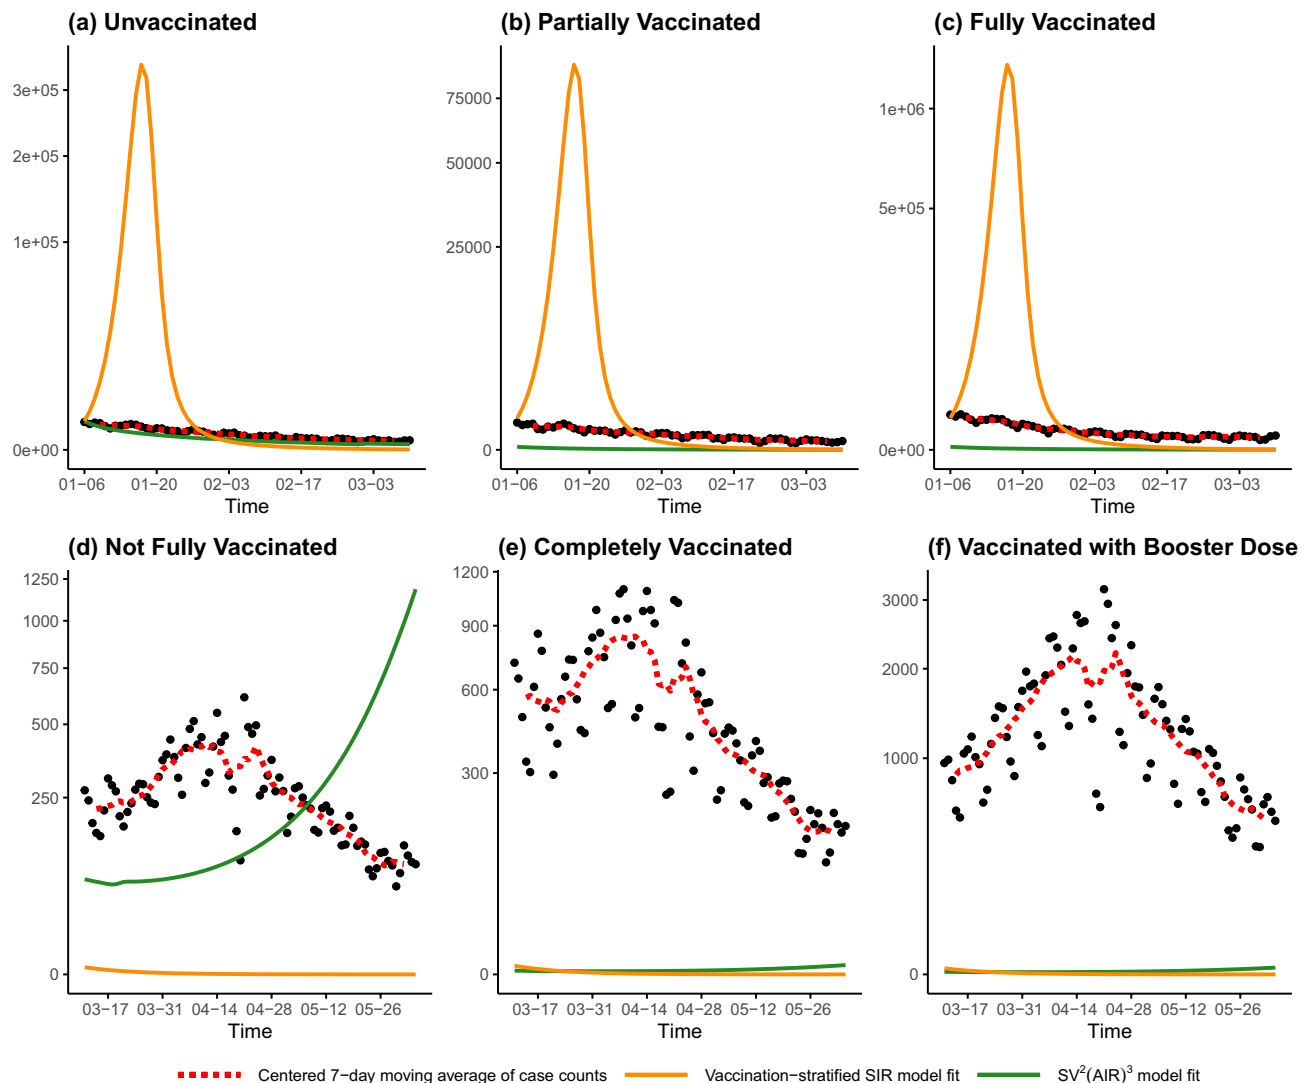 (a) Unvaccinated
(b) Partially Vaccinated
(c) Fully Vaccinated
3e+05
2e+05
1e+05
0e+00
01−06
01−20
02−03
02−17
03−03
Time
75000
50000
25000
0
01−06
01−20
02−03
02−17
03−03
Time
1e+06
5e+05
0e+00
01−06
01−20
02−03
02−17
03−03
Time
(d) Not Fully Vaccinated
(e) Completely Vaccinated
(f) Vaccinated with Booster Dose
1250
1000
750
500
250
0
03−17
03−31
04−14
04−28
05−12
05−26
Time
1200
900
600
300
0
03−17
03−31
04−14
04−28
05−12
05−26
Time
3000
2000
1000
0
03−17
03−31
04−14
04−28
05−12
05−26
Time
Centered 7−day moving average of case counts
Vaccination−stratified SIR model fit
SV²(AIR)³ model fit